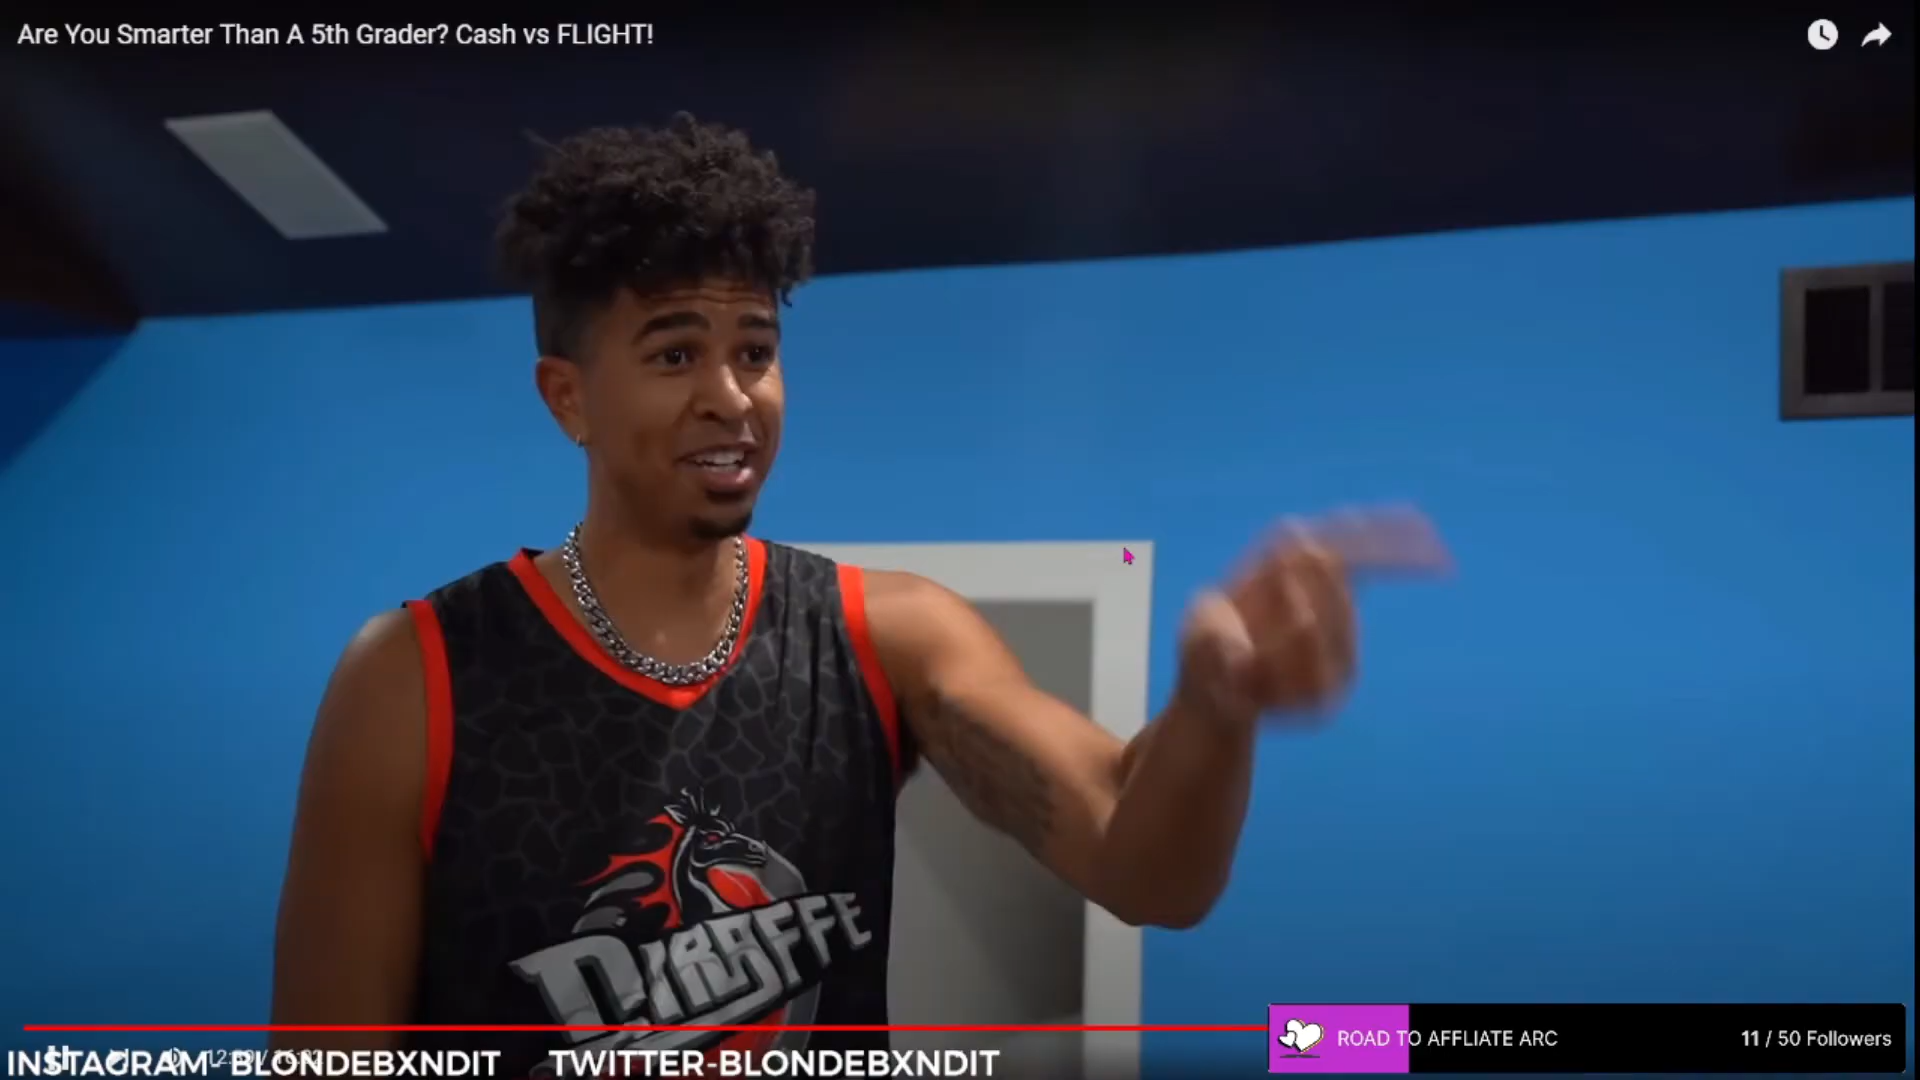 Are You Smarter Than A 5th Grader? Cash vs FLIGHT!
GIRAFFE
ROAD TO AFFLIATE ARC
11 / 50 Followers
INSTAGRAM- BLONDEBXNDIT
TWITTER-BLONDEBXNDIT